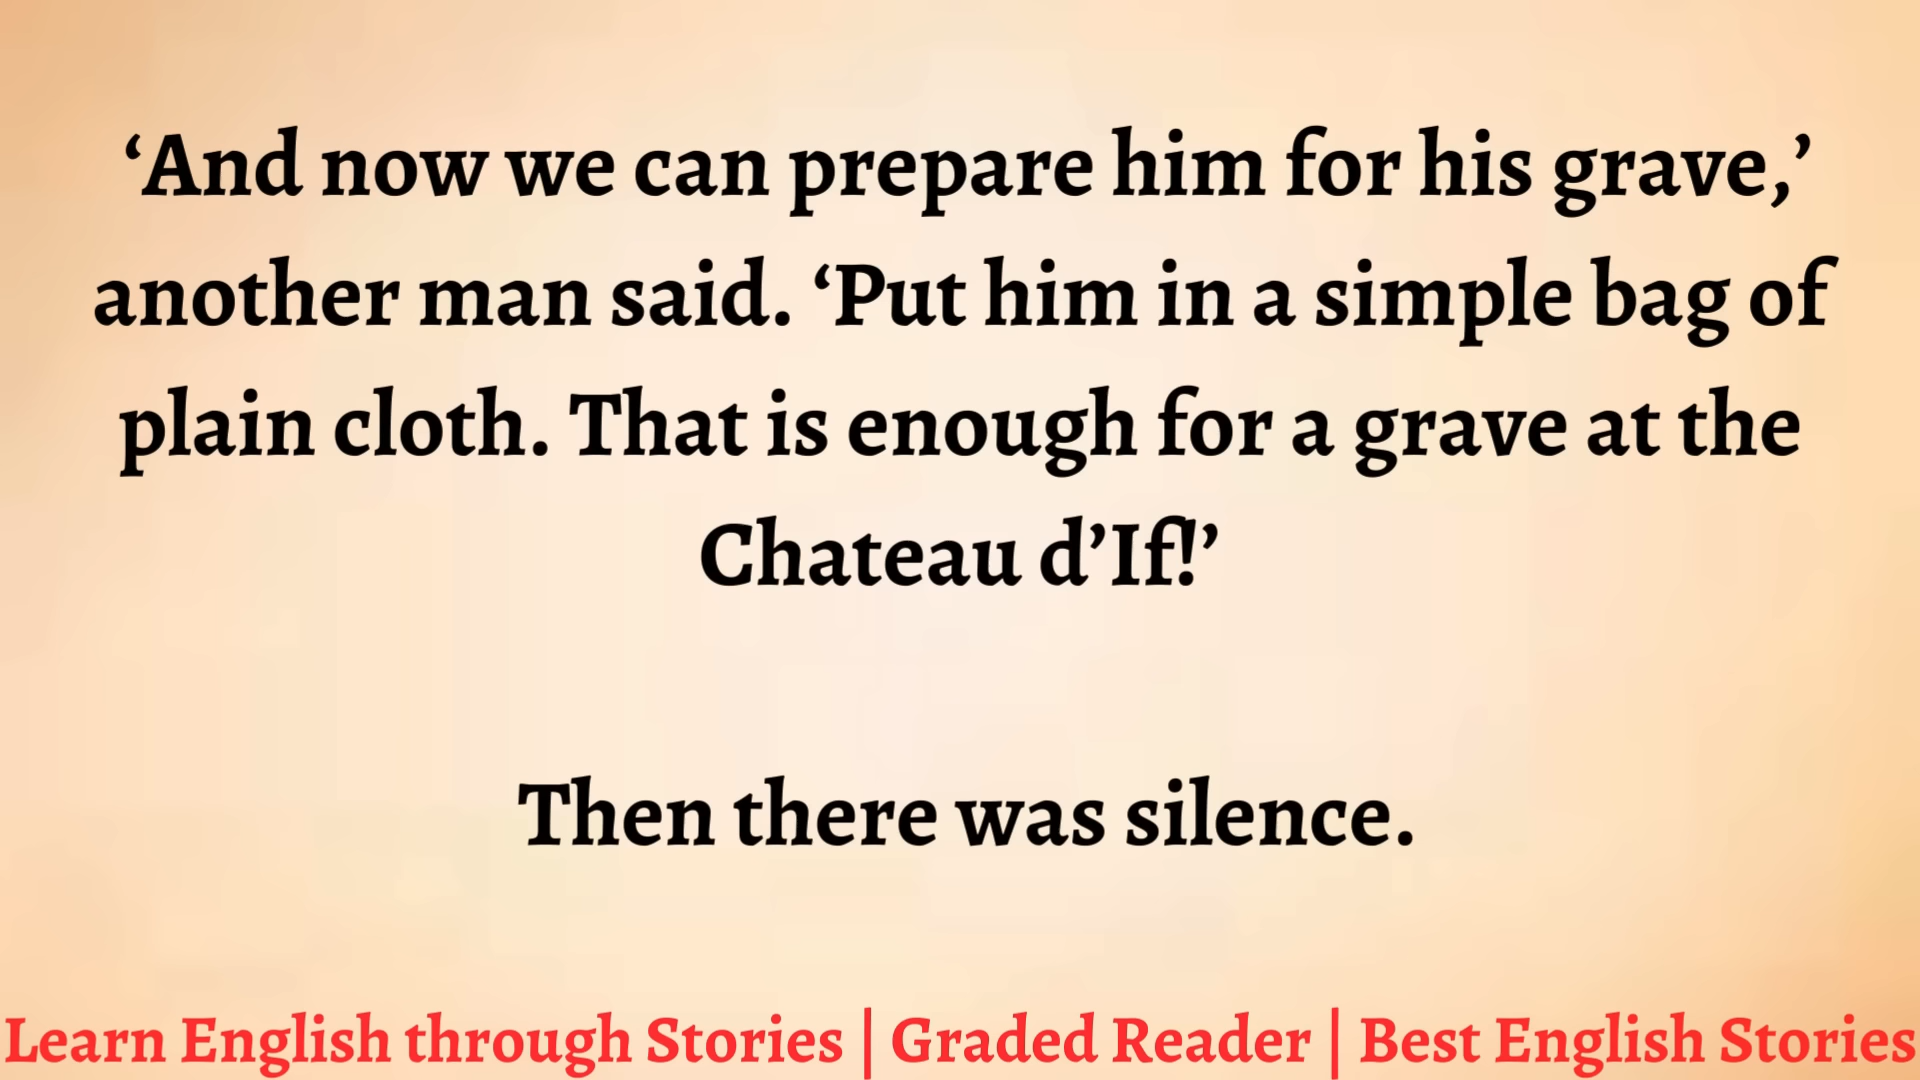 ‘And now we can prepare him for his grave,’
another man said. ‘Put him in a simple bag of
plain cloth. That is enough for a grave at the
Chateau d’If!’
Then there was silence.
Learn English through Stories | Graded Reader | Best English Stories